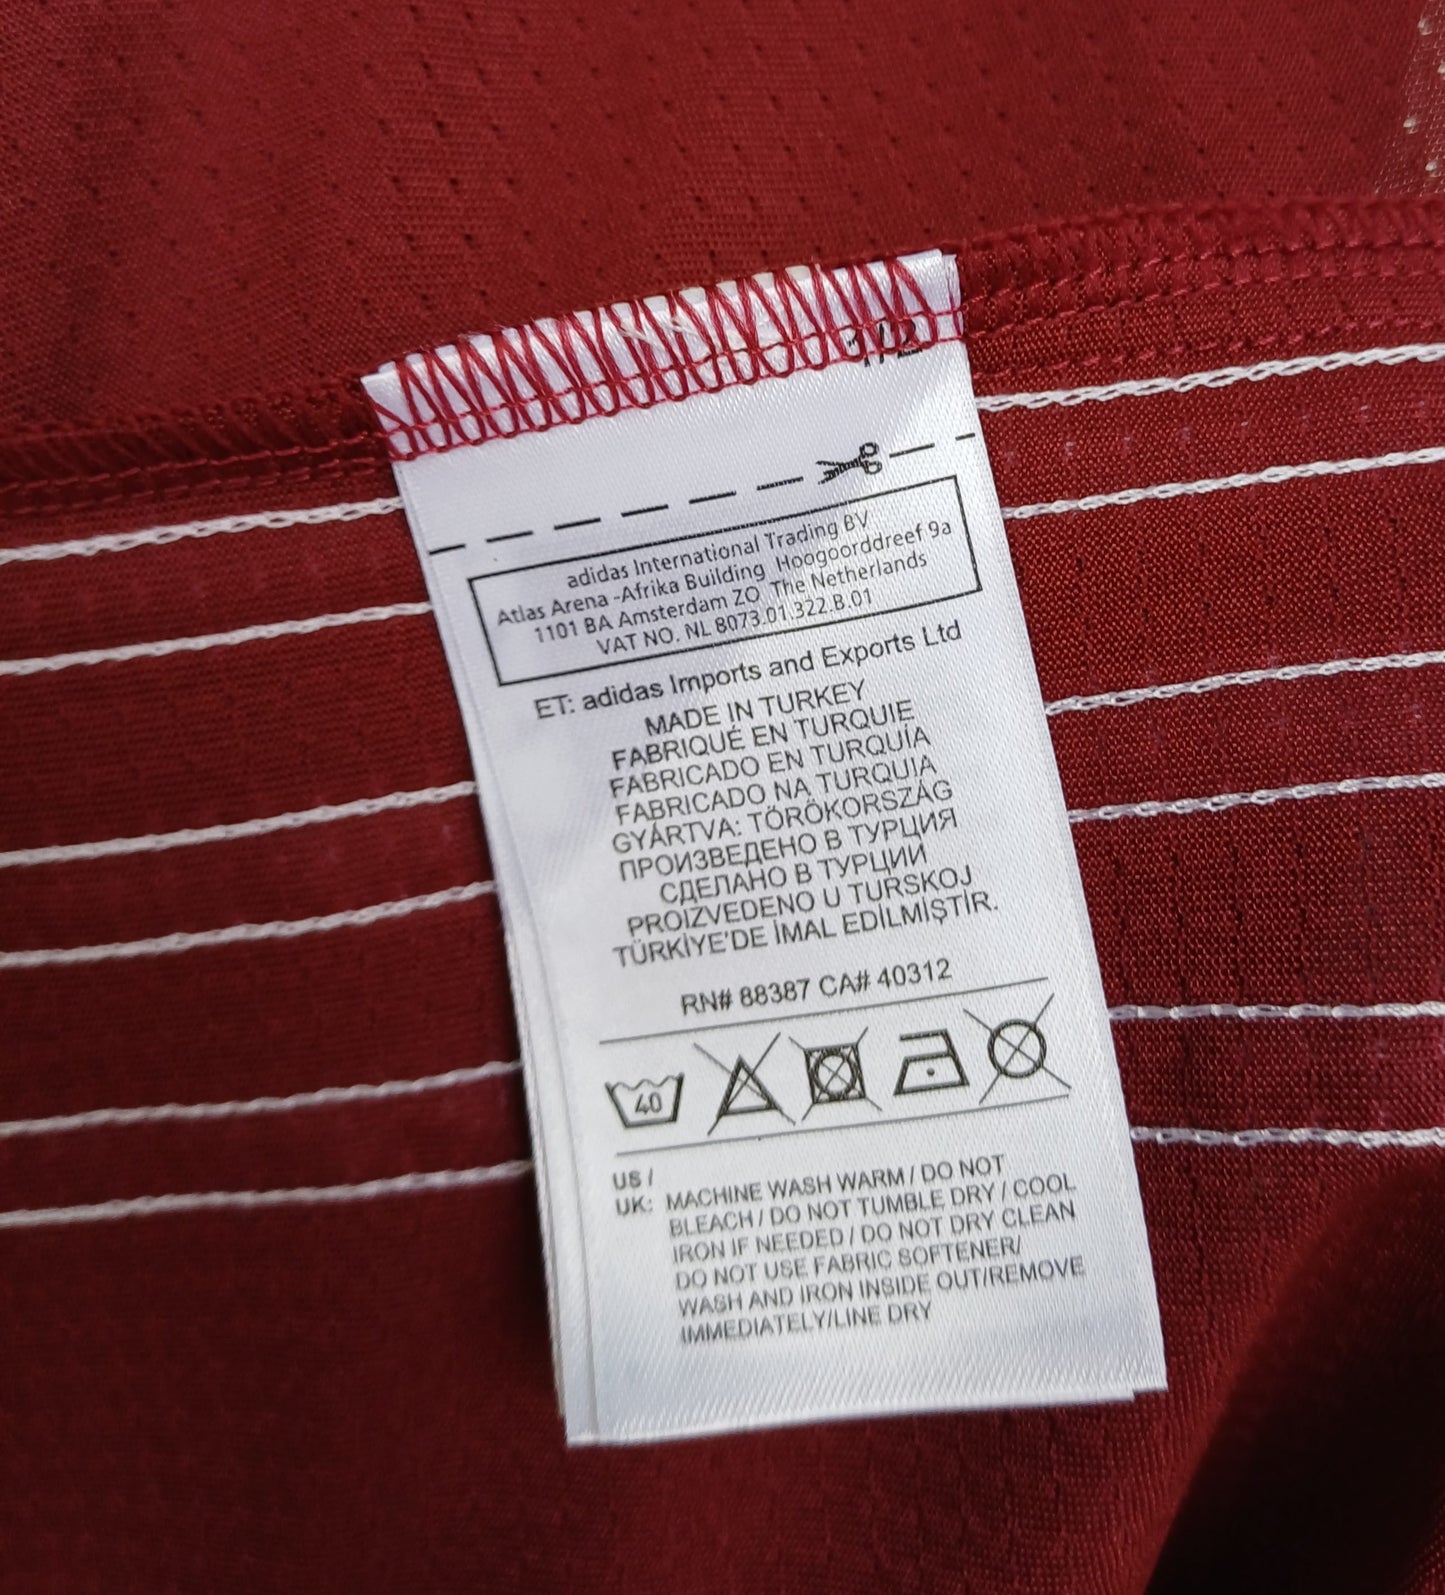 1/2
adidas International Trading BV
Atlas Arena -Afrika Building Hoogoorddreef 9a
1101 BA Amsterdam ZO The Netherlands
VAT NO. NL 8073.01.322.B.01
ET: adidas Imports and Exports Ltd
MADE IN TURKEY
FABRIQUÉ EN TURQUIE
FABRICADO EN TURQUÍA
FABRICADO NA TURQUIA
GYÁRTVA: TÖRÖKORSZÁG
ПРОИЗВЕДЕНО В ТУРЦИЯ
СДЕЛАНО В ТУРЦИИ
PROIZVEDENO U TURSKOJ
TÜRKİYE'DE İMAL EDİLMİŞTİR.
RN# 88387 CA# 40312
40
US /
UK: MACHINE WASH WARM / DO NOT
BLEACH / DO NOT TUMBLE DRY / COOL
IRON IF NEEDED / DO NOT DRY CLEAN
DO NOT USE FABRIC SOFTENER/
WASH AND IRON INSIDE OUT/REMOVE
IMMEDIATELY/LINE DRY